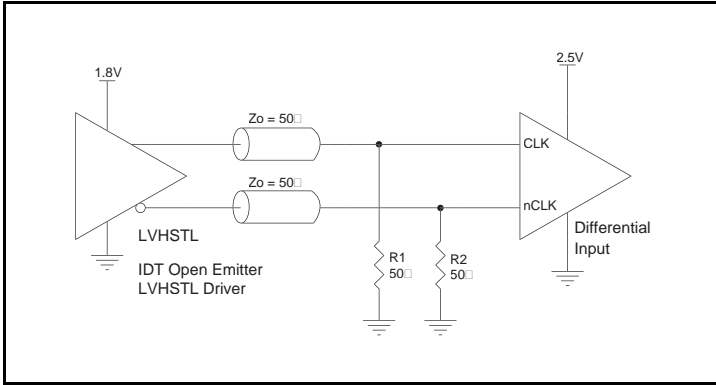 1.8V
2.5V
Zo = 50□
CLK
Zo = 50□
nCLK
LVHSTL
IDT Open Emitter
LVHSTL Driver
R1
50□
R2
50□
Differential
Input